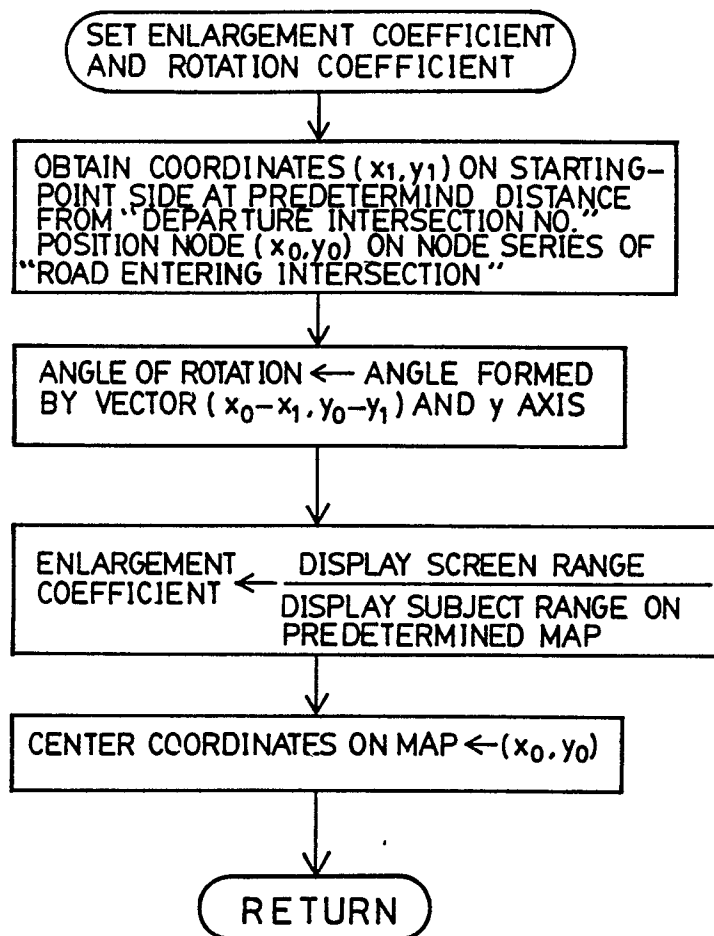 SET ENLARGEMENT COEFFICIENT
AND ROTATION COEFFICIENT
OBTAIN COORDINATES (x₁,y₁) ON STARTING-
POINT SIDE AT PREDETERMIND DISTANCE
FROM "DEPARTURE INTERSECTION NO."
POSITION NODE (x₀,y₀) ON NODE SERIES OF
"ROAD ENTERING INTERSECTION"
ANGLE OF ROTATION ← ANGLE FORMED
BY VECTOR (x₀-x₁, y₀-y₁) AND y AXIS
ENLARGEMENT
COEFFICIENT ←
DISPLAY SCREEN RANGE
DISPLAY SUBJECT RANGE ON
PREDETERMINED MAP
CENTER COORDINATES ON MAP ← (x₀, y₀)
RETURN